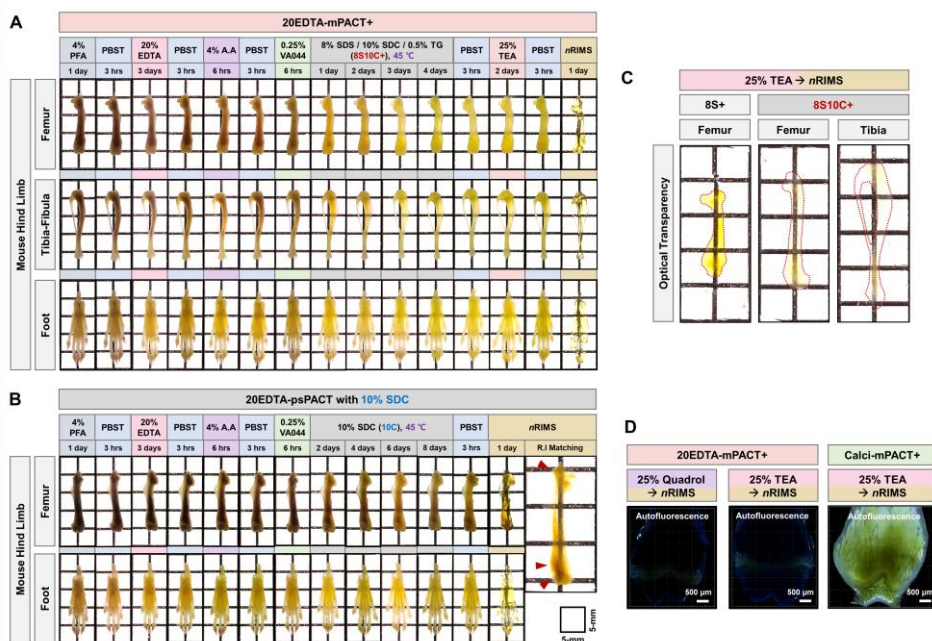 A
20EDTA-mPACT+
4% PFA
PBST
20% EDTA
PBST
4% A.A
PBST
0.25% VA044
8% SDS / 10% SDC / 0.5% TG
(8S10C+), 45 ℃
PBST
25% TEA
PBST
nRIMS
1 day
3 hrs
3 days
3 hrs
6 hrs
3 hrs
6 hrs
1 day
2 days
3 days
4 days
3 hrs
2 days
3 hrs
1 day
Mouse Hind Limb
Femur
Tibia-Fibula
Foot
B
20EDTA-psPACT with 10% SDC
4% PFA
PBST
20% EDTA
PBST
4% A.A
PBST
0.25% VA044
10% SDC (10C), 45 ℃
PBST
nRIMS
1 day
3 hrs
3 days
3 hrs
6 hrs
3 hrs
6 hrs
2 days
4 days
6 days
8 days
3 hrs
1 day
R.I Matching
Mouse Hind Limb
Femur
Foot
5-mm
5-mm
C
25% TEA → nRIMS
8S+
8S10C+
Femur
Femur
Tibia
Optical Transparency
D
20EDTA-mPACT+
Calci-mPACT+
25% Quadrol
→ nRIMS
25% TEA
→ nRIMS
25% TEA
→ nRIMS
Autofluorescence
Autofluorescence
Autofluorescence
500 µm
500 µm
500 µm